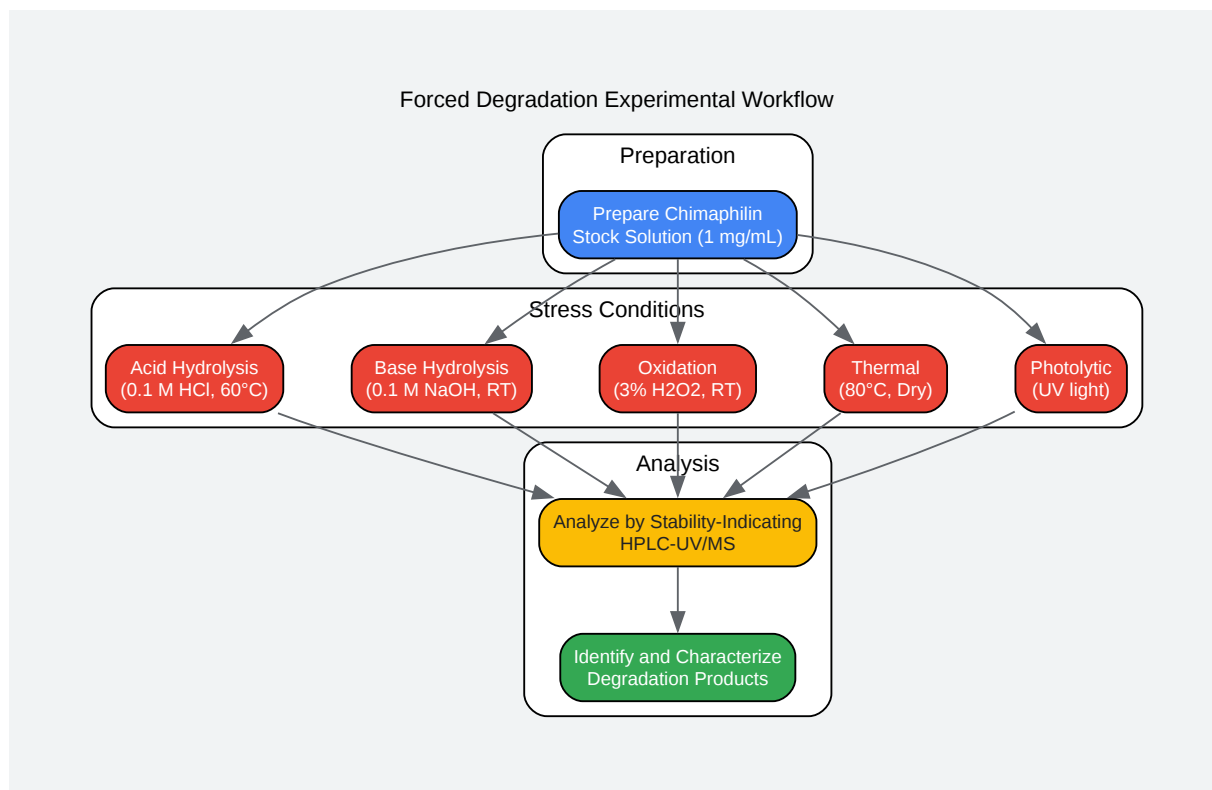 Forced Degradation Experimental Workflow
Preparation
Prepare Chimaphilin
Stock Solution (1 mg/mL)
Stress Conditions
Acid Hydrolysis
(0.1 M HCl, 60°C)
Base Hydrolysis
(0.1 M NaOH, RT)
Oxidation
(3% H2O2, RT)
Thermal
(80°C, Dry)
Photolytic
(UV light)
Analysis
Analyze by Stability-Indicating
HPLC-UV/MS
Identify and Characterize
Degradation Products